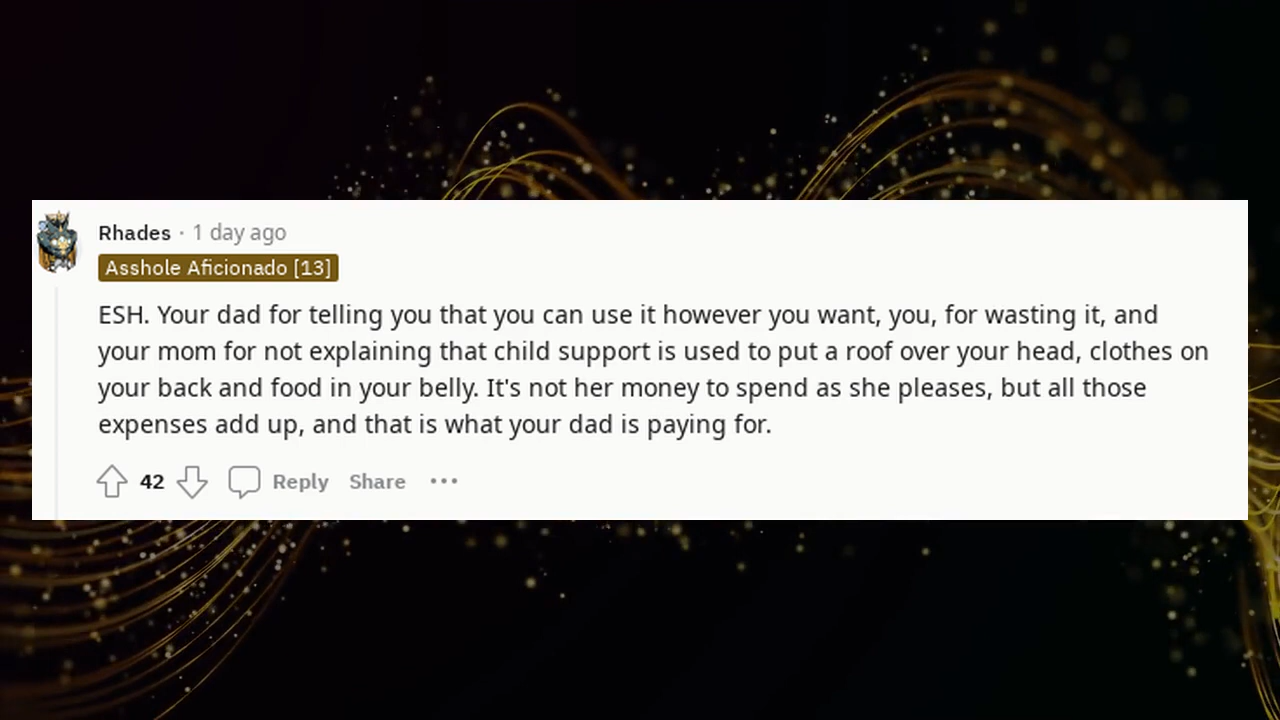 Rhades · 1 day ago
Asshole Aficionado [13]
ESH. Your dad for telling you that you can use it however you want, you, for wasting it, and
your mom for not explaining that child support is used to put a roof over your head, clothes on
your back and food in your belly. It's not her money to spend as she pleases, but all those
expenses add up, and that is what your dad is paying for.
42 Reply Share ···